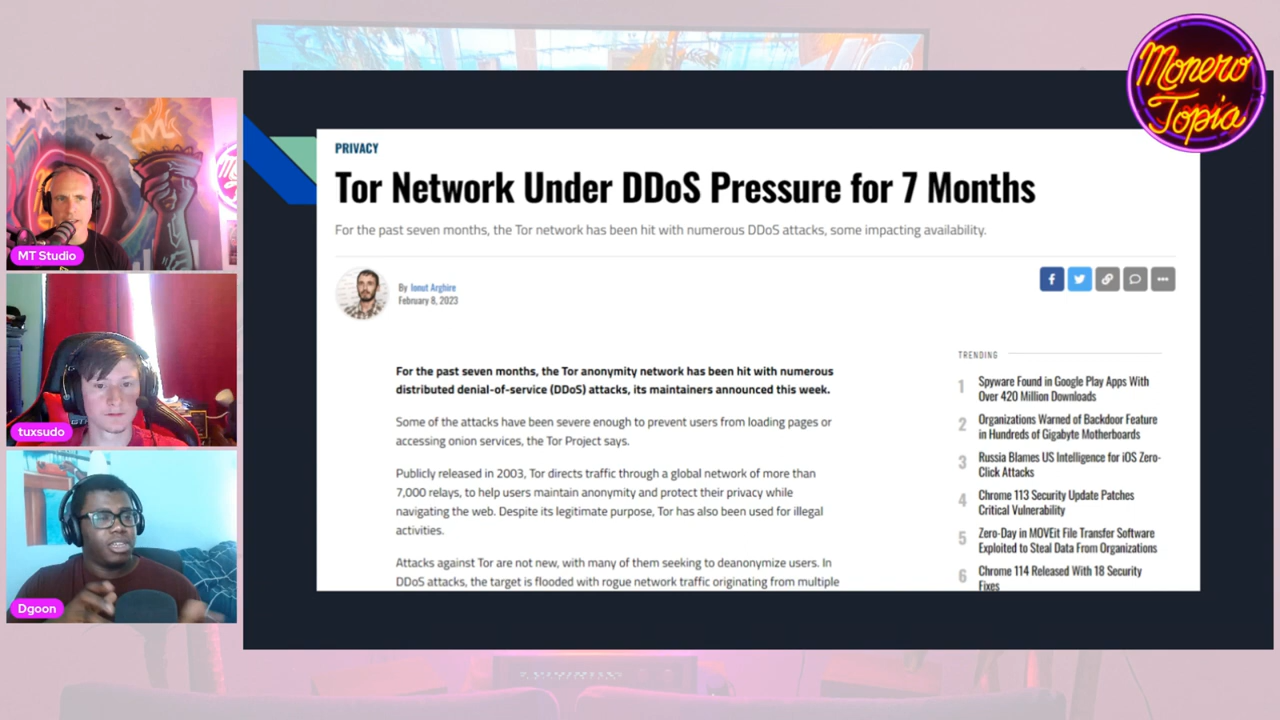 Monero
Topia
MT Studio
tuxsudo
Dgoon
PRIVACY
Tor Network Under DDoS Pressure for 7 Months
For the past seven months, the Tor network has been hit with numerous DDoS attacks, some impacting availability.
By Ionut Arghire
February 8, 2023
For the past seven months, the Tor anonymity network has been hit with numerous
distributed denial-of-service (DDoS) attacks, its maintainers announced this week.
Some of the attacks have been severe enough to prevent users from loading pages or
accessing onion services, the Tor Project says.
Publicly released in 2003, Tor directs traffic through a global network of more than
7,000 relays, to help users maintain anonymity and protect their privacy while
navigating the web. Despite its legitimate purpose, Tor has also been used for illegal
activities.
Attacks against Tor are not new, with many of them seeking to deanonymize users. In
DDoS attacks, the target is flooded with rogue network traffic originating from multiple
TRENDING
1 Spyware Found in Google Play Apps With
Over 420 Million Downloads
2 Organizations Warned of Backdoor Feature
in Hundreds of Gigabyte Motherboards
3 Russia Blames US Intelligence for iOS Zero-
Click Attacks
4 Chrome 113 Security Update Patches
Critical Vulnerability
5 Zero-Day in MOVEit File Transfer Software
Exploited to Steal Data From Organizations
6 Chrome 114 Released With 18 Security
Fixes